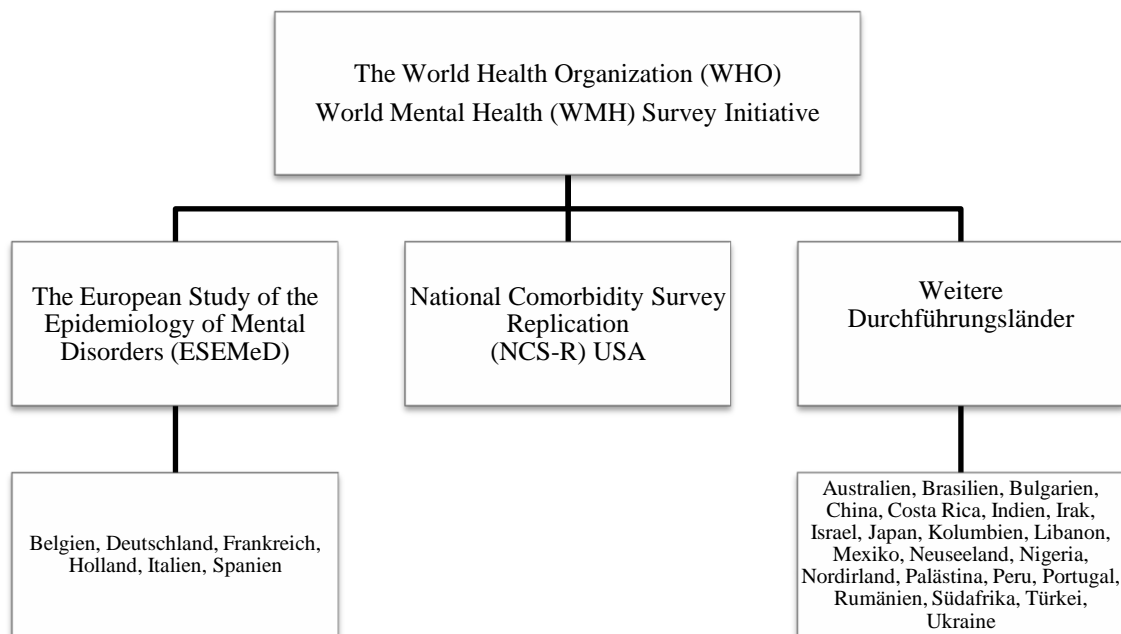 The World Health Organization (WHO)
World Mental Health (WMH) Survey Initiative
The European Study of the
Epidemiology of Mental
Disorders (ESEMeD)
National Comorbidity Survey
Replication
(NCS-R) USA
Weitere
Durchführungsländer
Belgien, Deutschland, Frankreich,
Holland, Italien, Spanien
Australien, Brasilien, Bulgarien,
China, Costa Rica, Indien, Irak,
Israel, Japan, Kolumbien, Libanon,
Mexiko, Neuseeland, Nigeria,
Nordirland, Palästina, Peru, Portugal,
Rumänien, Südafrika, Türkei,
Ukraine